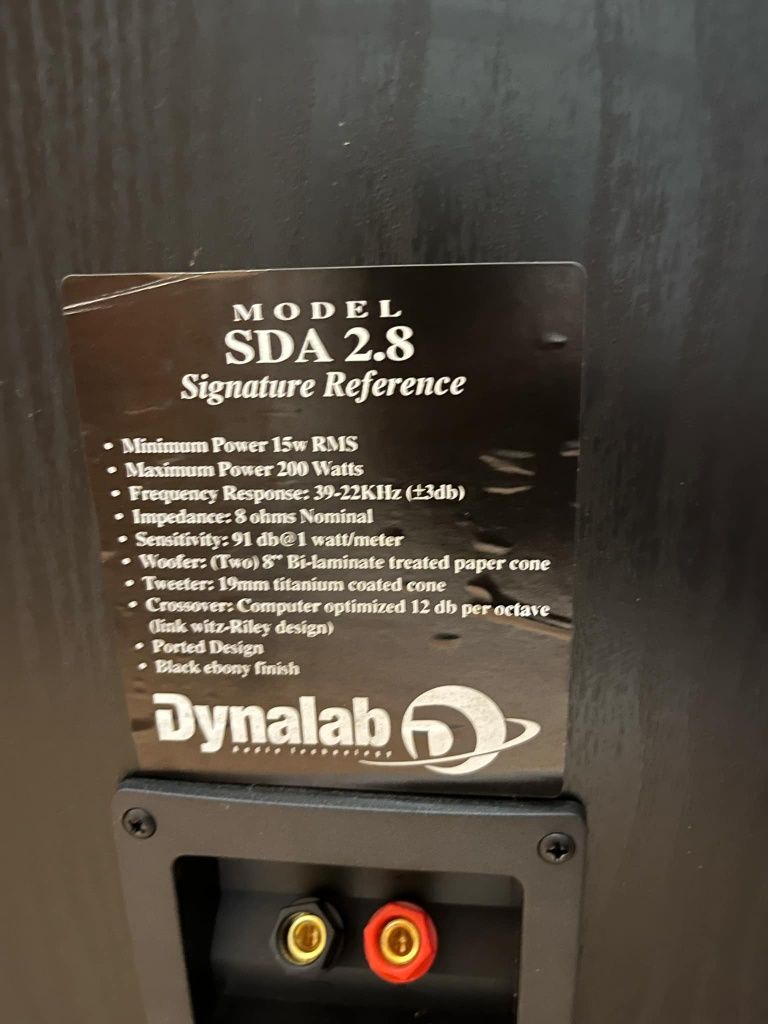 MODEL
SDA 2.8
Signature Reference
• Minimum Power 15w RMS
• Maximum Power 200 Watts
• Frequency Response: 39-22KHz (±3db)
• Impedance: 8 ohms Nominal
• Sensitivity: 91 db@1 watt/meter
• Woofer: (Two) 8" Bi-laminate treated paper cone
• Tweeter: 19mm titanium coated cone
• Crossover: Computer optimized 12 db per octave
(link witz-Riley design)
• Ported Design
• Black ebony finish
Dynalab
Audio